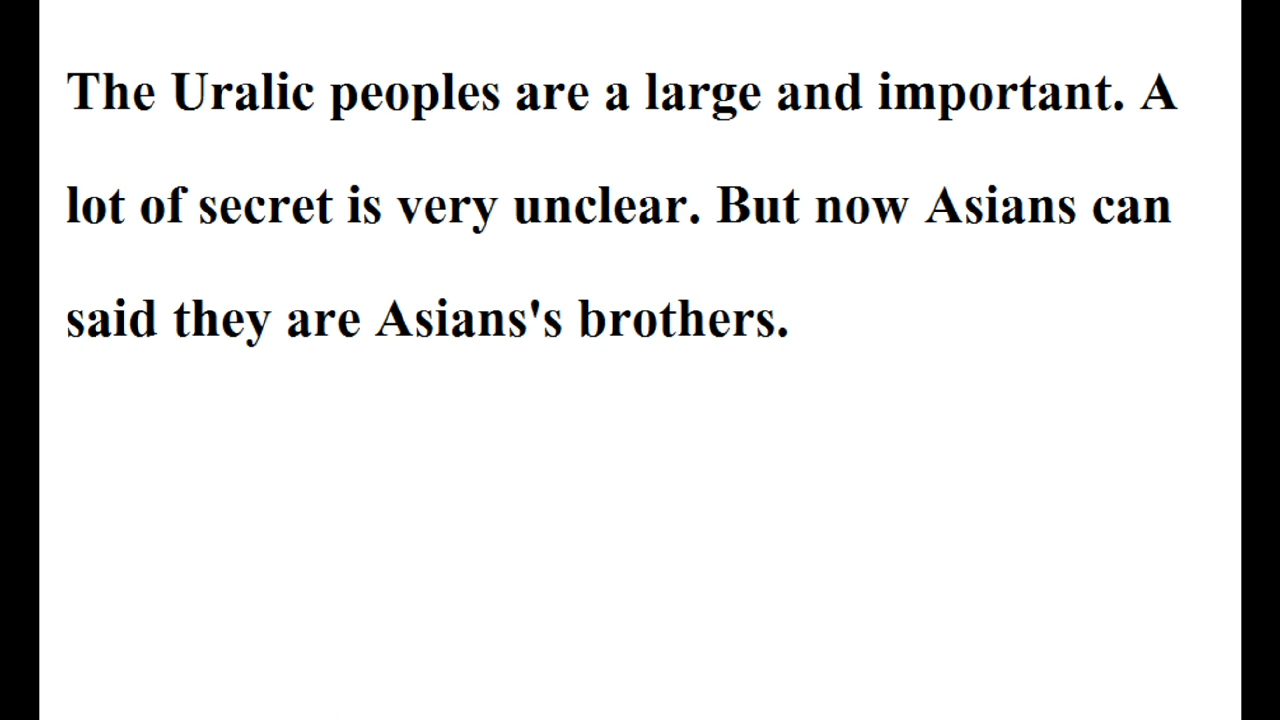 The Uralic peoples are a large and important. A
lot of secret is very unclear. But now Asians can
said they are Asians's brothers.